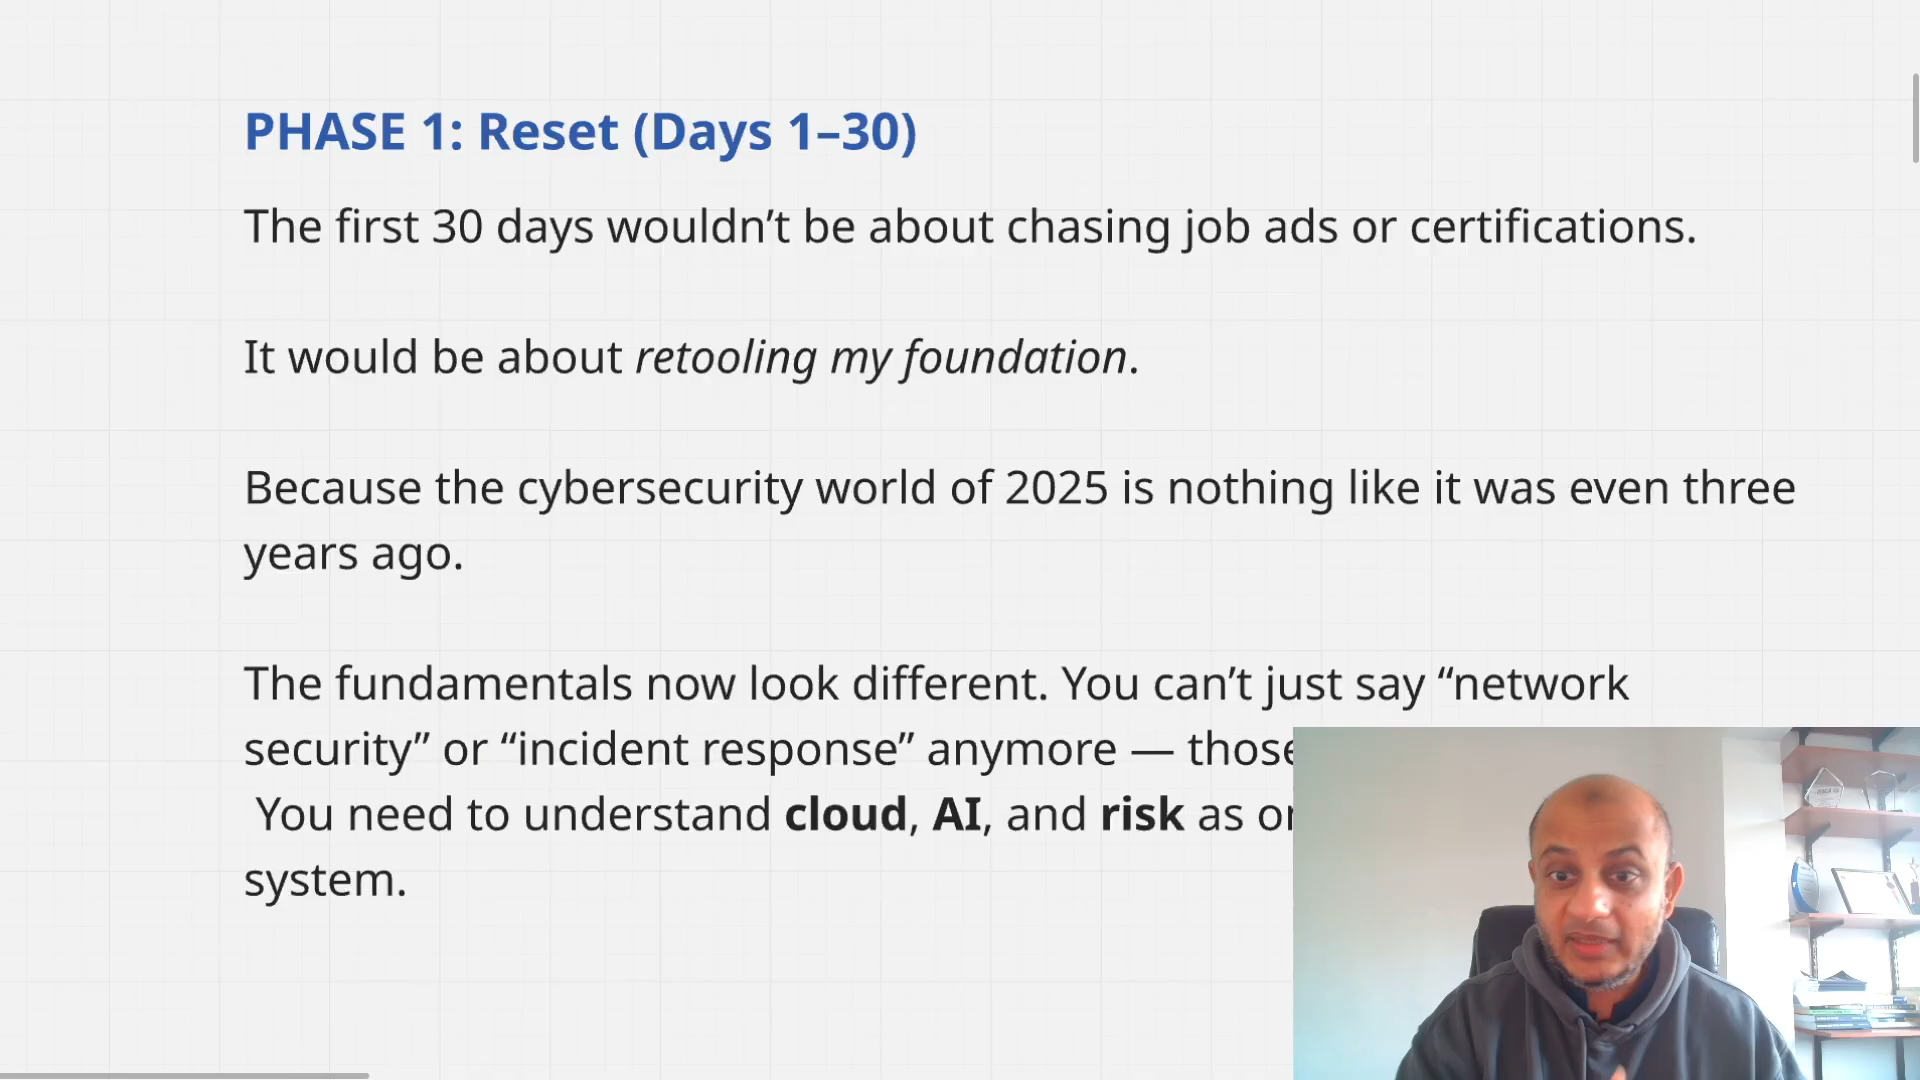 PHASE 1: Reset (Days 1–30)
The first 30 days wouldn’t be about chasing job ads or certifications.
It would be about retooling my foundation.
Because the cybersecurity world of 2025 is nothing like it was even three
years ago.
The fundamentals now look different. You can’t just say “network
security” or “incident response” anymore — those
You need to understand cloud, AI, and risk as
system.